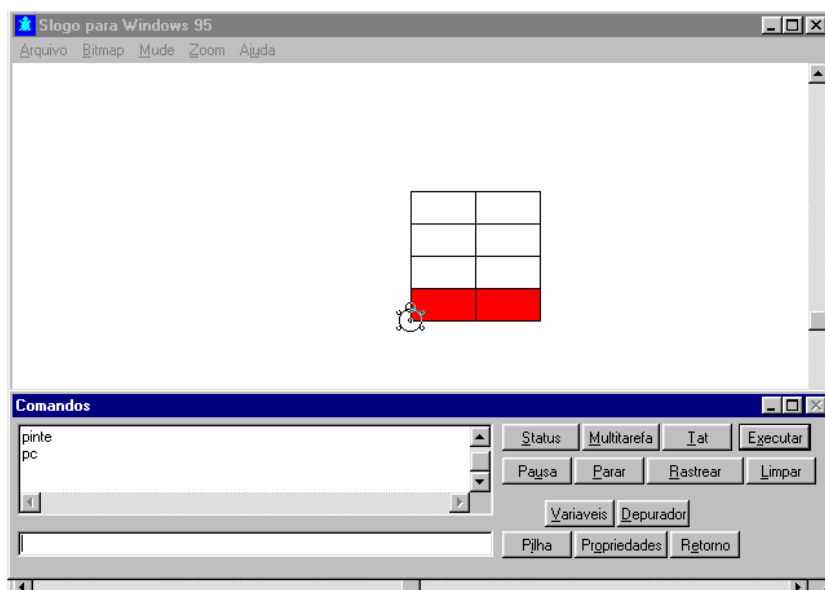 Slogo para Windows 95
Arquivo Bitmap Mude Zoom Ajuda
Comandos
pinte
pc
Status Multitarefa Tat Executar
Pausa Parar Rastrear Limpar
Variaveis Depurador
Pilha Propriedades Retorno